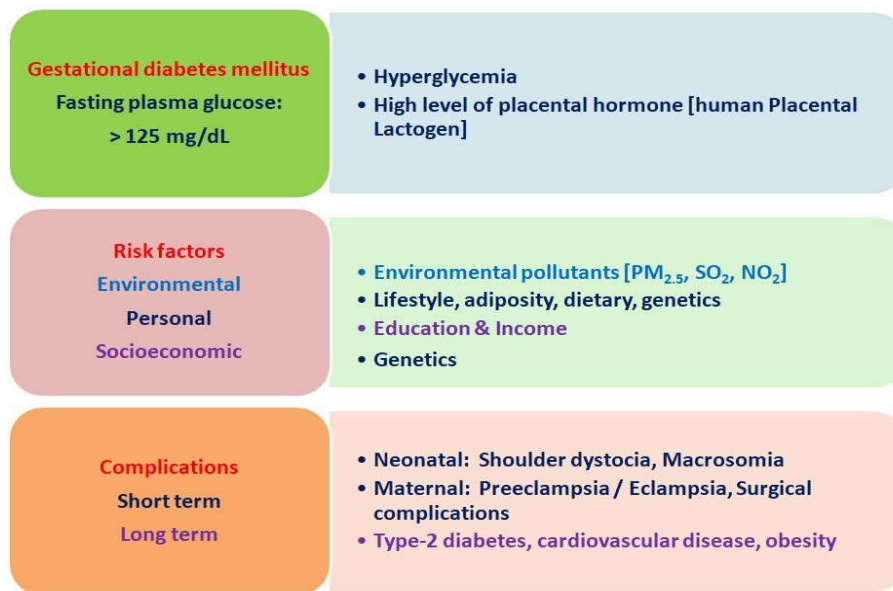 Gestational diabetes mellitus
Fasting plasma glucose:
> 125 mg/dL
• Hyperglycemia
• High level of placental hormone [human Placental
Lactogen]
Risk factors
Environmental
Personal
Socioeconomic
• Environmental pollutants [PM₂.₅, SO₂, NO₂]
• Lifestyle, adiposity, dietary, genetics
• Education & Income
• Genetics
Complications
Short term
Long term
• Neonatal: Shoulder dystocia, Macrosomia
• Maternal: Preeclampsia / Eclampsia, Surgical
complications
• Type-2 diabetes, cardiovascular disease, obesity